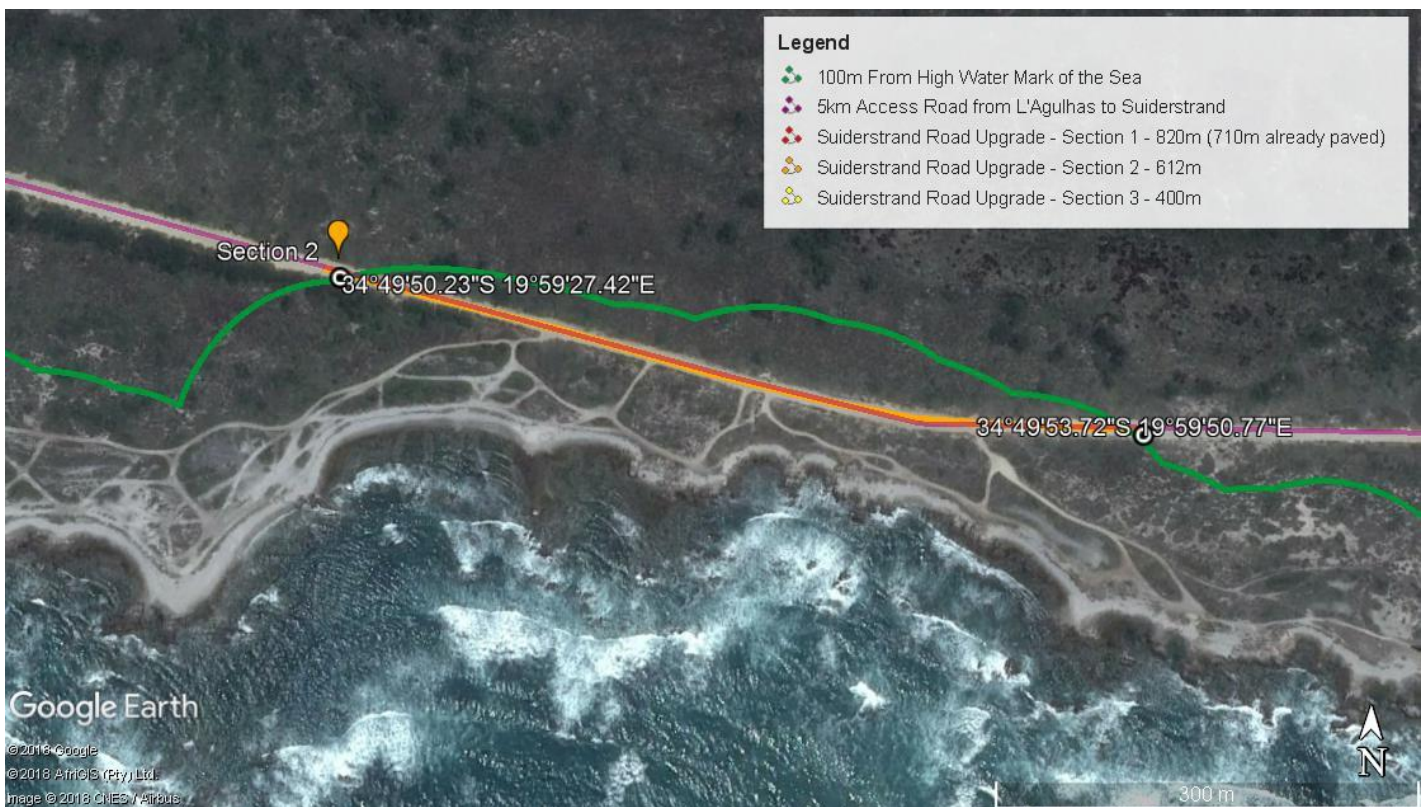 Legend
100m From High Water Mark of the Sea
5km Access Road from L'Agulhas to Suiderstrand
Suiderstrand Road Upgrade - Section 1 - 820m (710m already paved)
Suiderstrand Road Upgrade - Section 2 - 612m
Suiderstrand Road Upgrade - Section 3 - 400m
Section 2
34°49'50.23"S 19°59'27.42"E
34°49'53.72"S 19°59'50.77"E
Google Earth
©2018 Google
©2018 AfriGIS (Pty) Ltd.
Image © 2018 CNES / Airbus
N
300 m